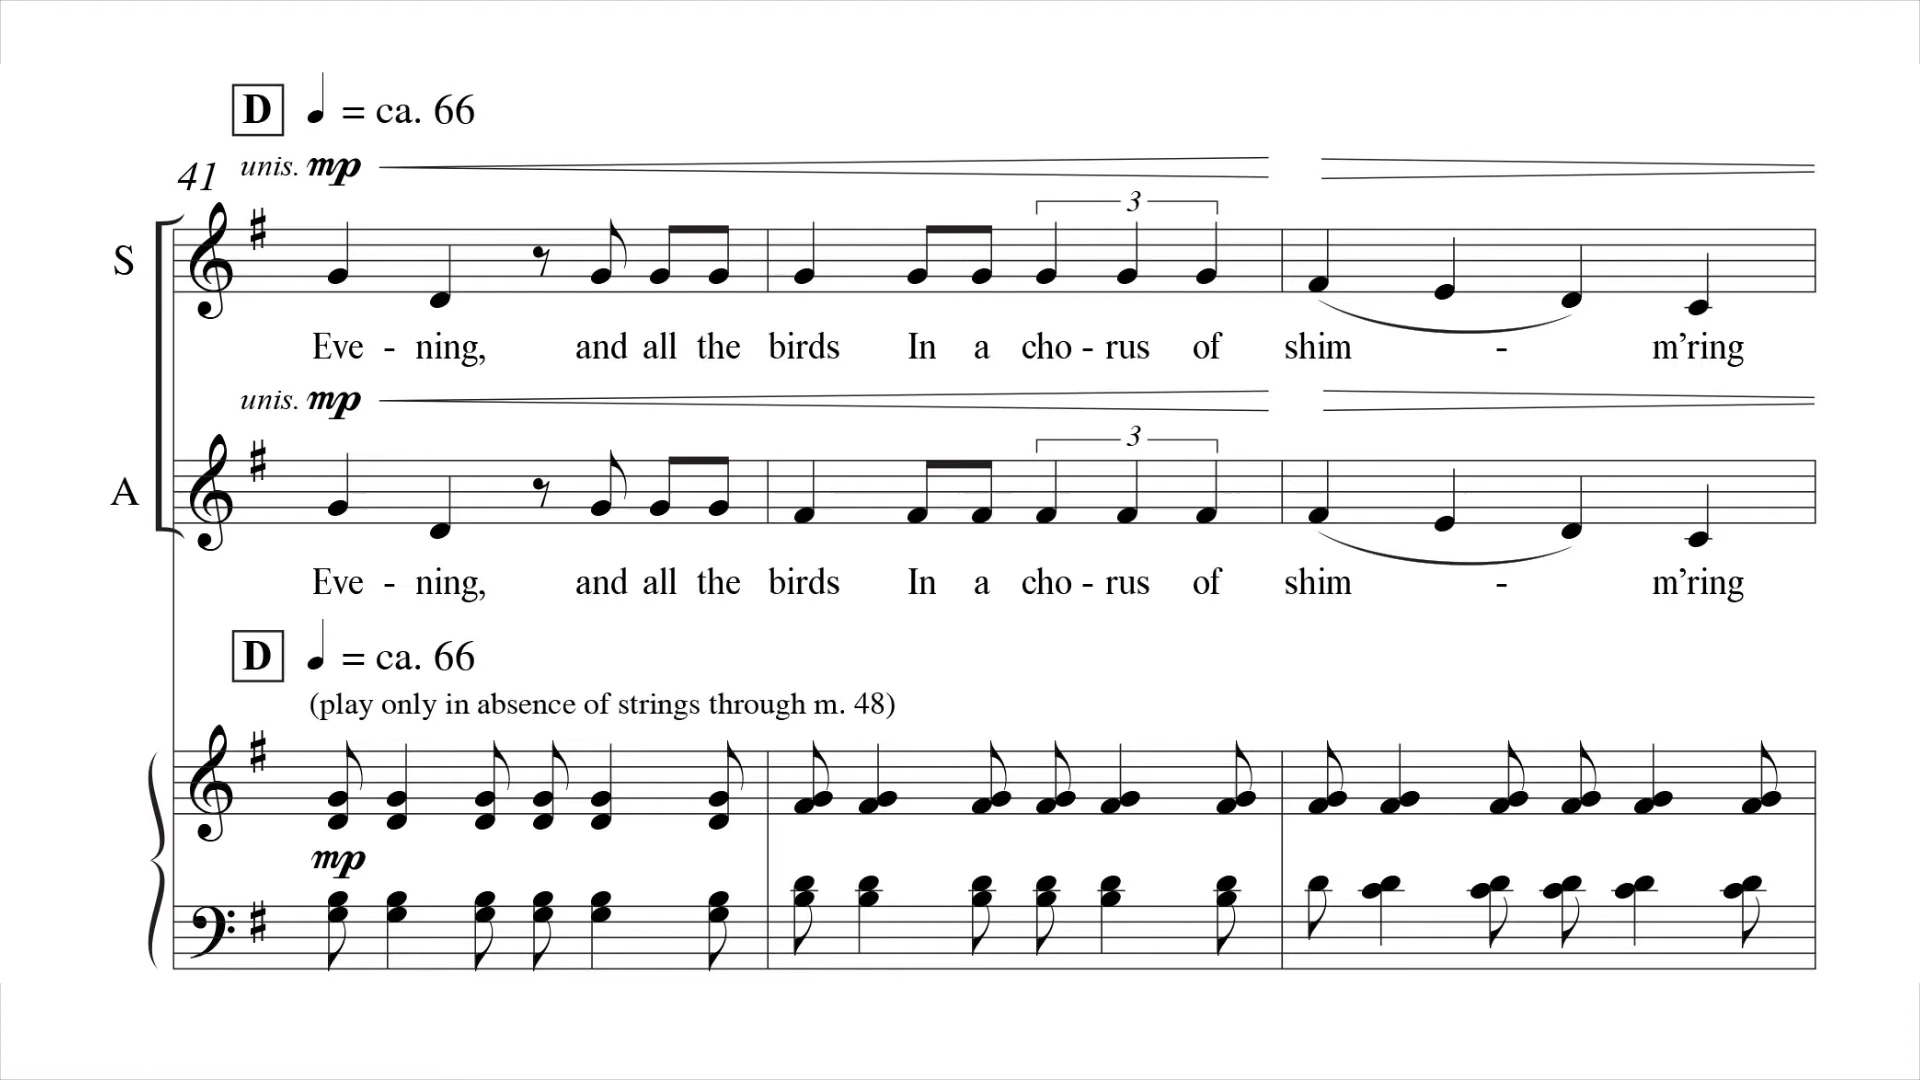 D = ca. 66
41 unis. mp
3
S
Eve - ning, and all the birds In a cho - rus of shim - m’ring
unis. mp
3
A
Eve - ning, and all the birds In a cho - rus of shim - m’ring
D = ca. 66
(play only in absence of strings through m. 48)
mp